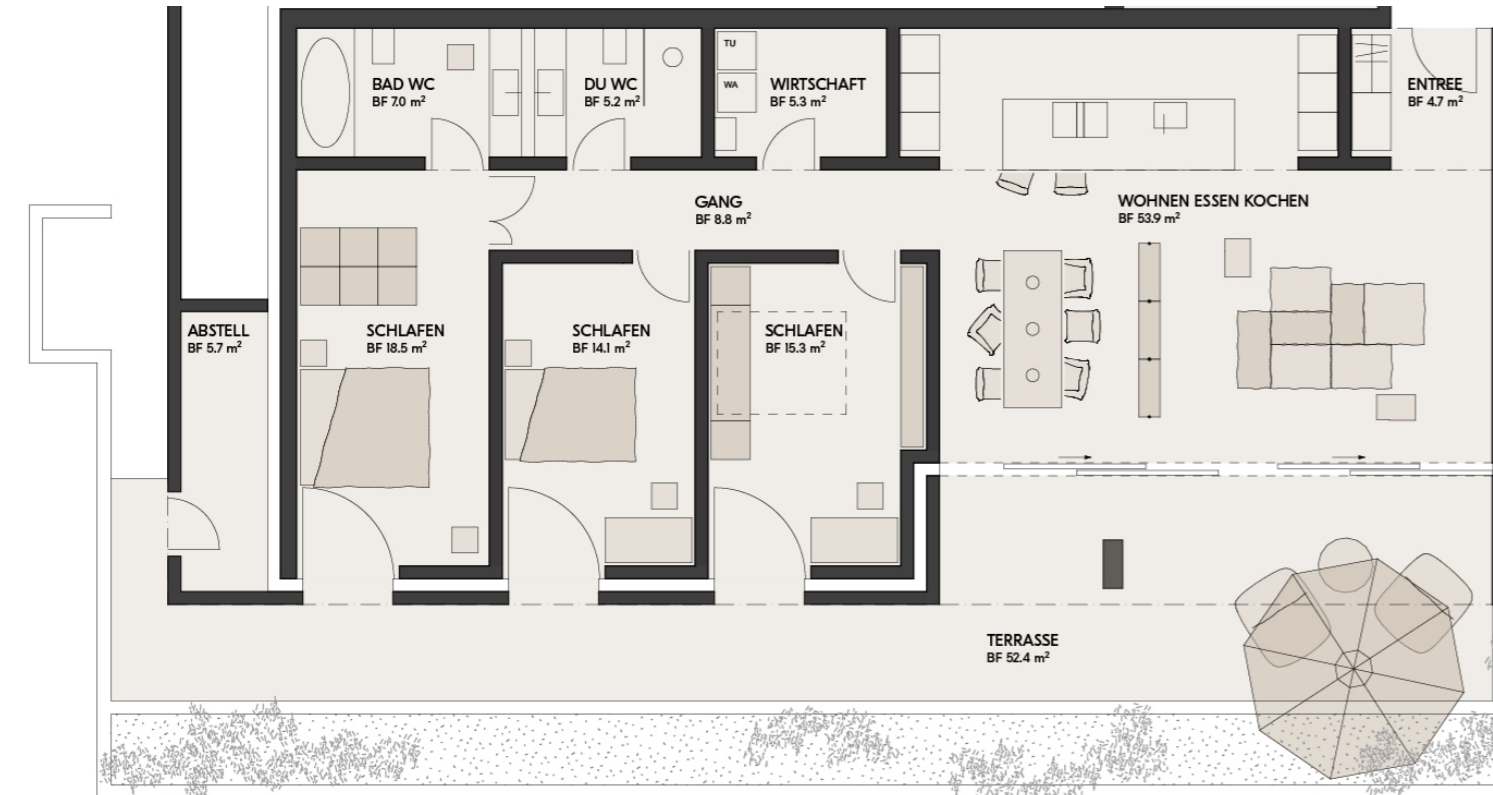 TU
WA
BAD WC
BF 7.0 m²
DU WC
BF 5.2 m²
WIRTSCHAFT
BF 5.3 m²
ENTREE
BF 4.7 m²
GANG
BF 8.8 m²
WOHNEN ESSEN KOCHEN
BF 53.9 m²
ABSTELL
BF 5.7 m²
SCHLAFEN
BF 18.5 m²
SCHLAFEN
BF 14.1 m²
SCHLAFEN
BF 15.3 m²
TERRASSE
BF 52.4 m²